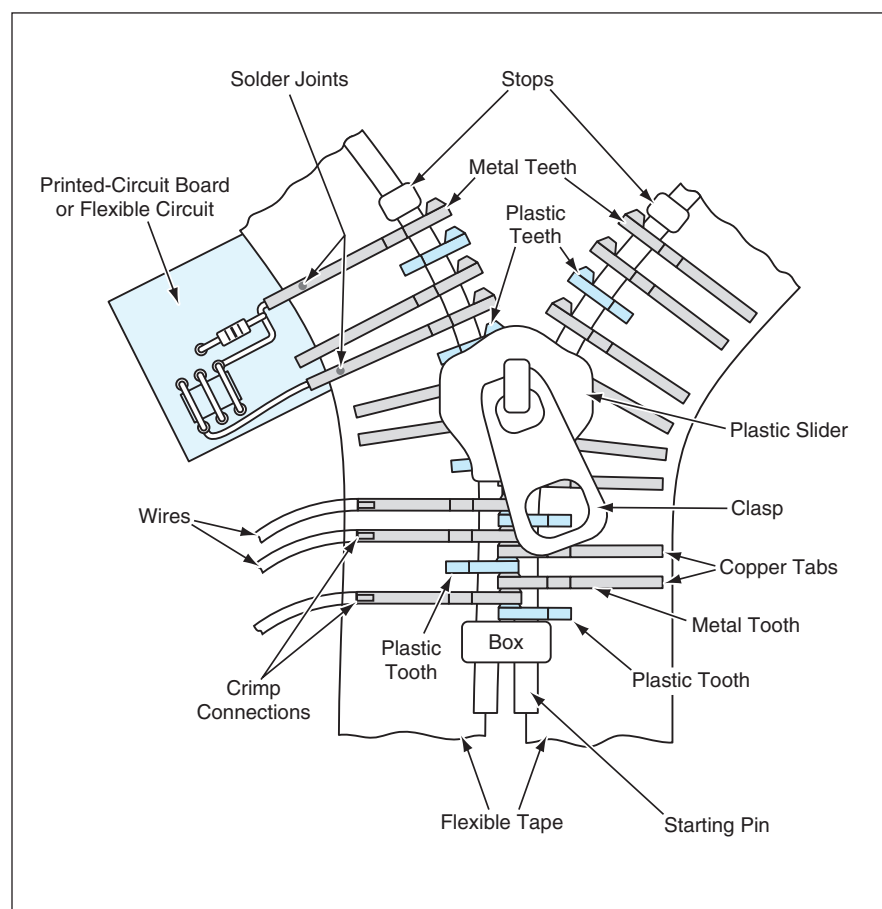 Solder Joints
Stops
Printed-Circuit Board
or Flexible Circuit
Metal Teeth
Plastic
Teeth
Plastic Slider
Clasp
Wires
Copper Tabs
Metal Tooth
Box
Plastic
Tooth
Plastic Tooth
Crimp
Connections
Flexible Tape
Starting Pin